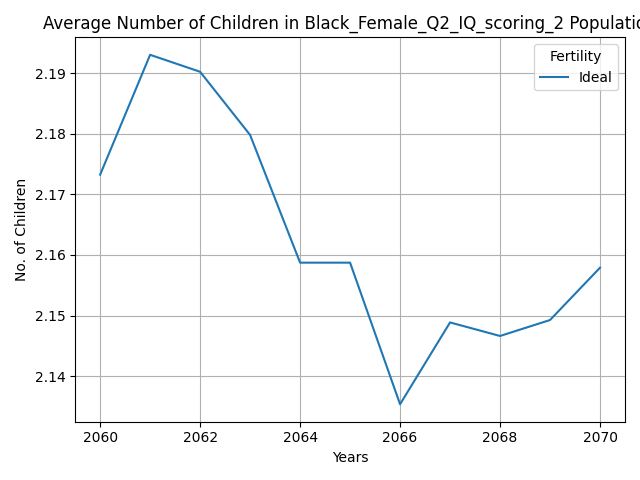 Average Number of Children in Black_Female_Q2_IQ_scoring_2 Populatio
Fertility
Ideal
2.19
2.18
2.17
2.16
2.15
2.14
No. of Children
2060 2062 2064 2066 2068 2070
Years